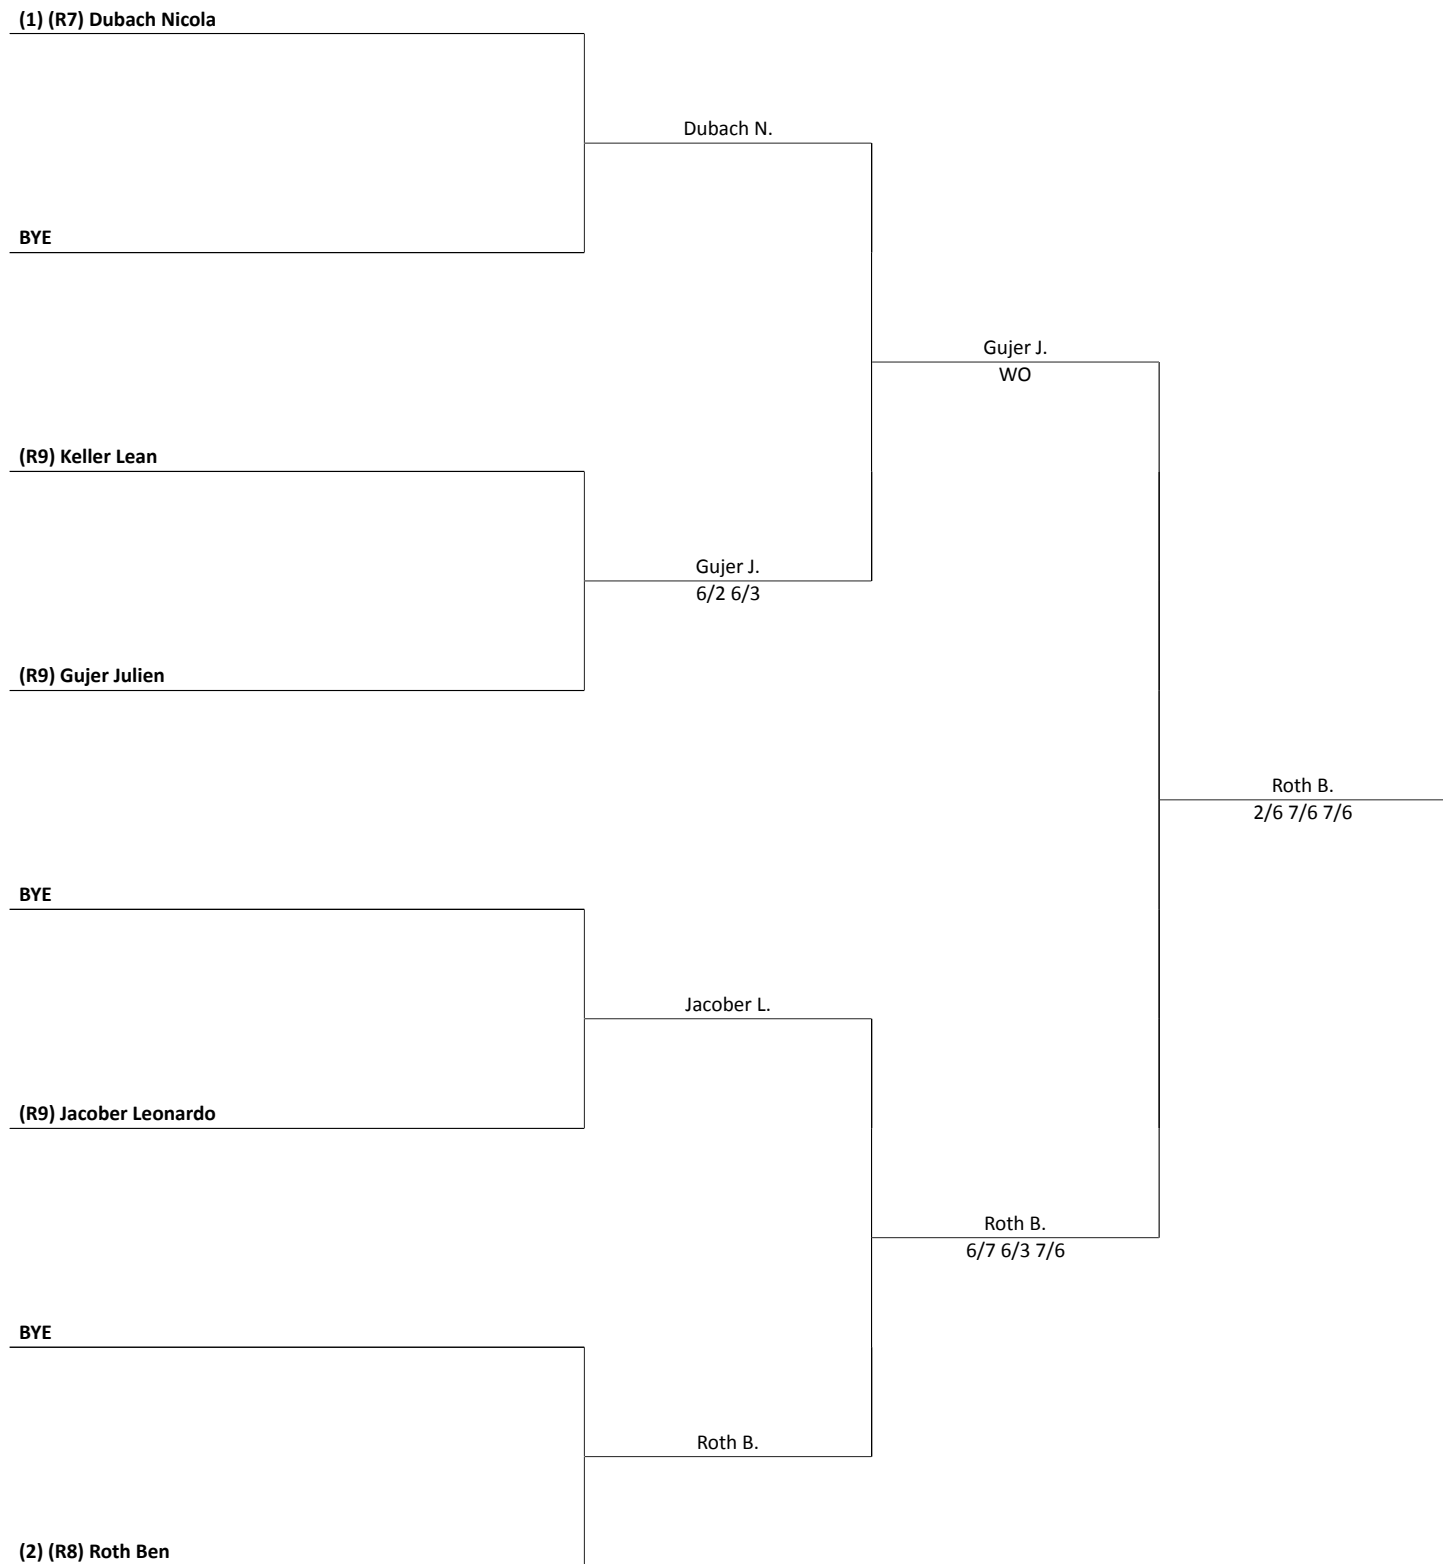 (1) (R7) Dubach Nicola
Dubach N.
BYE
Gujer J.
WO
(R9) Keller Lean
Gujer J.
6/2 6/3
(R9) Gujer Julien
Roth B.
2/6 7/6 7/6
BYE
Jacober L.
(R9) Jacober Leonardo
Roth B.
6/7 6/3 7/6
BYE
Roth B.
(2) (R8) Roth Ben